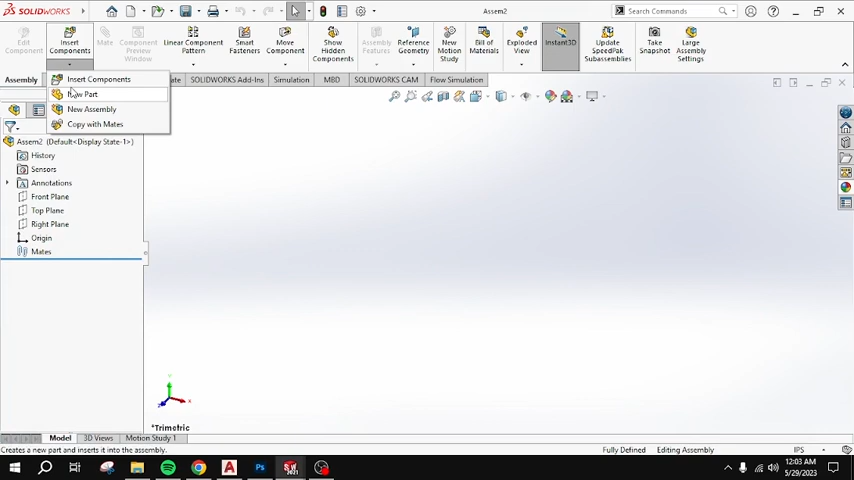 SOLIDWORKS
Assem2
Search Commands
Edit Component
Insert Components
Mate
Component Preview Window
Linear Component Pattern
Smart Fasteners
Move Component
Show Hidden Components
Assembly Features
Reference Geometry
New Motion Study
Bill of Materials
Exploded View
Instant3D
Update SpeedPak Subassemblies
Take Snapshot
Large Assembly Settings
Assembly
SOLIDWORKS Add-Ins
Simulation
MBD
SOLIDWORKS CAM
Flow Simulation
Insert Components
New Assembly
Copy with Mates
Assem2 (Default<Display State-1>)
History
Sensors
Annotations
Front Plane
Top Plane
Right Plane
Origin
Mates
*Trimetric
Model
3D Views
Motion Study 1
Creates a new part and inserts it into the assembly.
Fully Defined
Editing Assembly
IPS
12:03 AM
5/29/2023